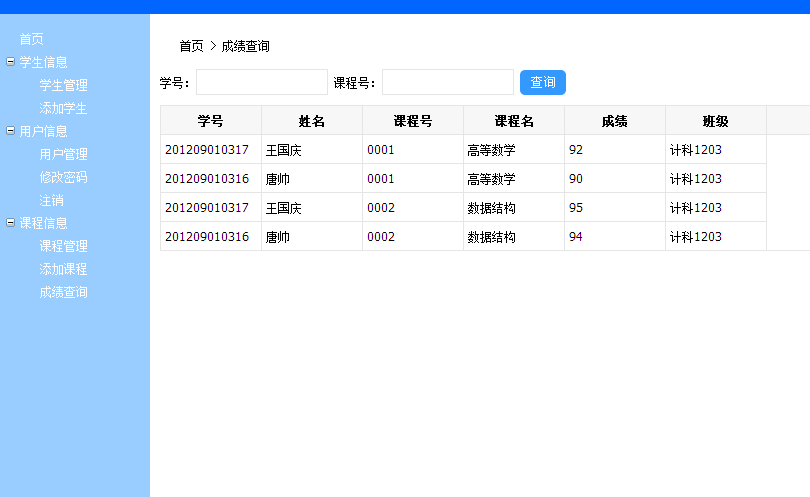 首页
学生信息
学生管理
添加学生
用户信息
用户管理
修改密码
注销
课程信息
课程管理
添加课程
成绩查询
首页 > 成绩查询
学号: 课程号: 查询
学号 姓名 课程号 课程名 成绩 班级
201209010317 王国庆 0001 高等数学 92 计科1203
201209010316 唐帅 0001 高等数学 90 计科1203
201209010317 王国庆 0002 数据结构 95 计科1203
201209010316 唐帅 0002 数据结构 94 计科1203